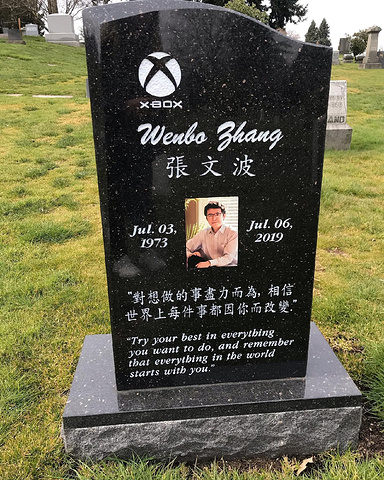 XBOX
Wenbo Zhang
張文波
Jul. 03,
1973
Jul. 06,
2019
"對想做的事盡力而為, 相信
世界上每件事都因你而改變."
"Try your best in everything
you want to do, and remember
that everything in the world
starts with you."
AND